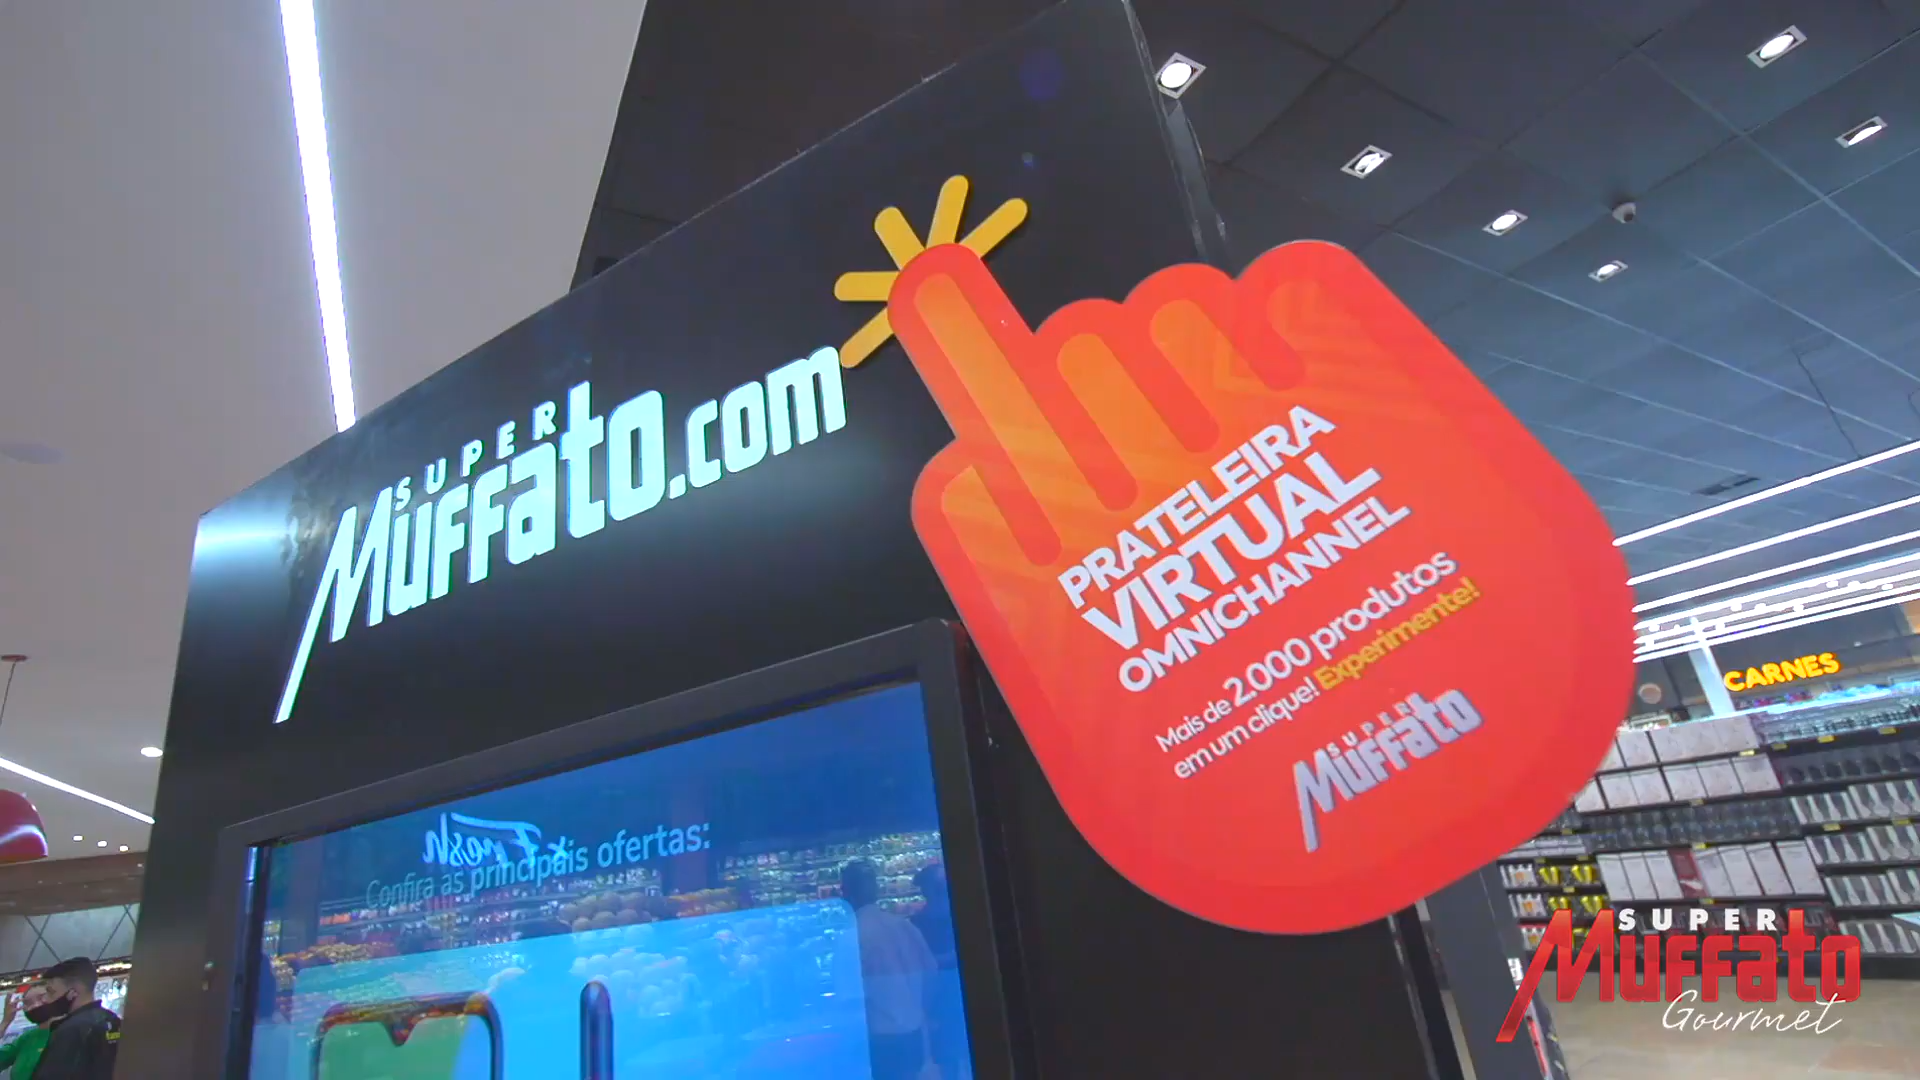 SUPER
Muffato.com
PRATELEIRA
VIRTUAL
OMNICHANNEL
Mais de 2.000 produtos
em um clique! Experimente!
SUPER
Muffato
CARNES
Fresh
Confira as principais ofertas:
SUPER
Muffato
Gourmet